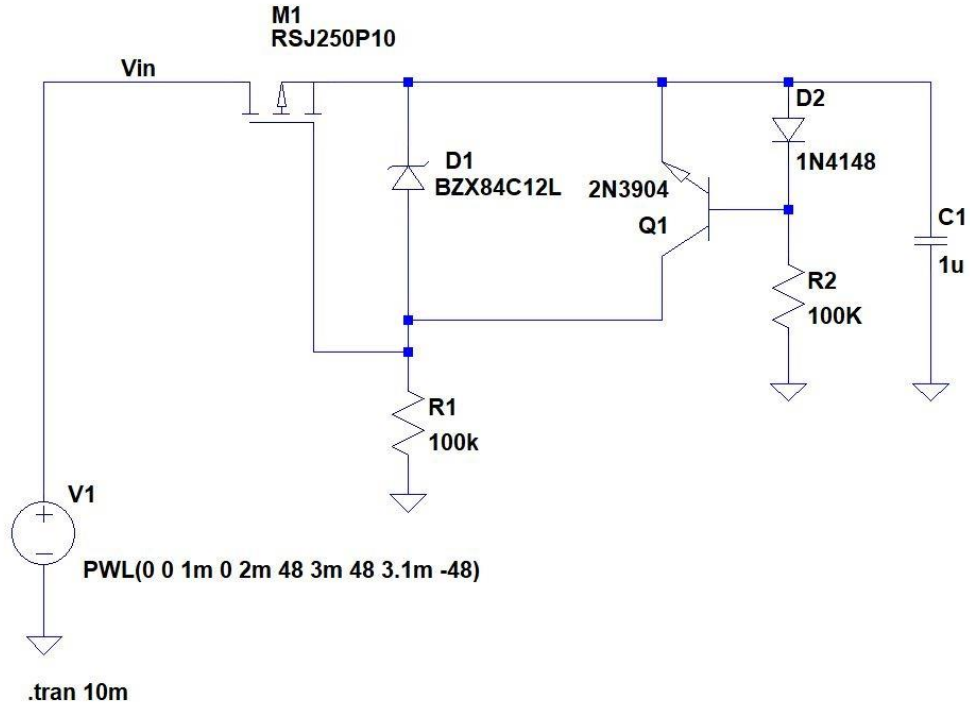 M1
RSJ250P10
Vin
D2
D1
1N4148
BZX84C12L
2N3904
Q1
C1
1u
R2
100K
R1
100k
V1
PWL(0 0 1m 0 2m 48 3m 48 3.1m -48)
.tran 10m